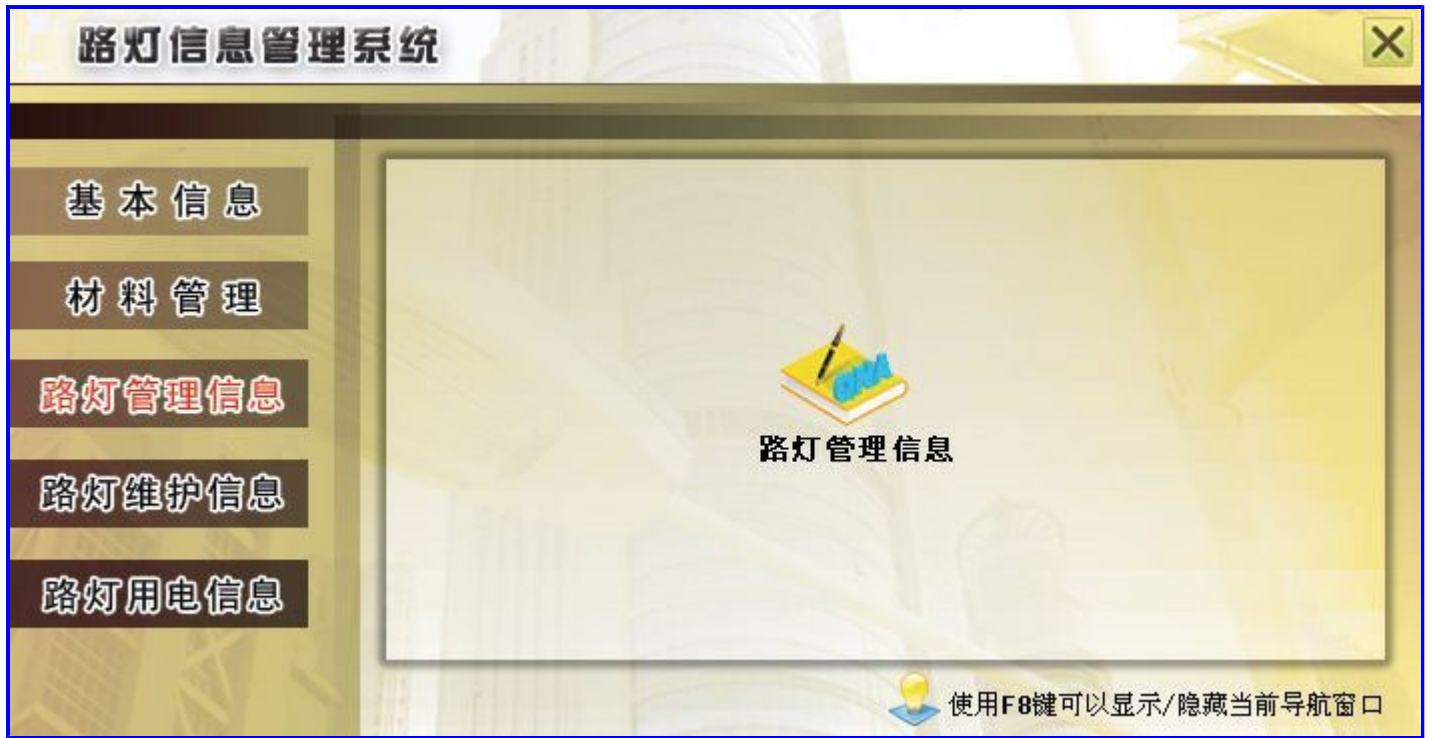 路灯信息管理系统
基本信息
材料管理
路灯管理信息
路灯维护信息
路灯用电信息
路灯管理信息
使用F8键可以显示/隐藏当前导航窗口